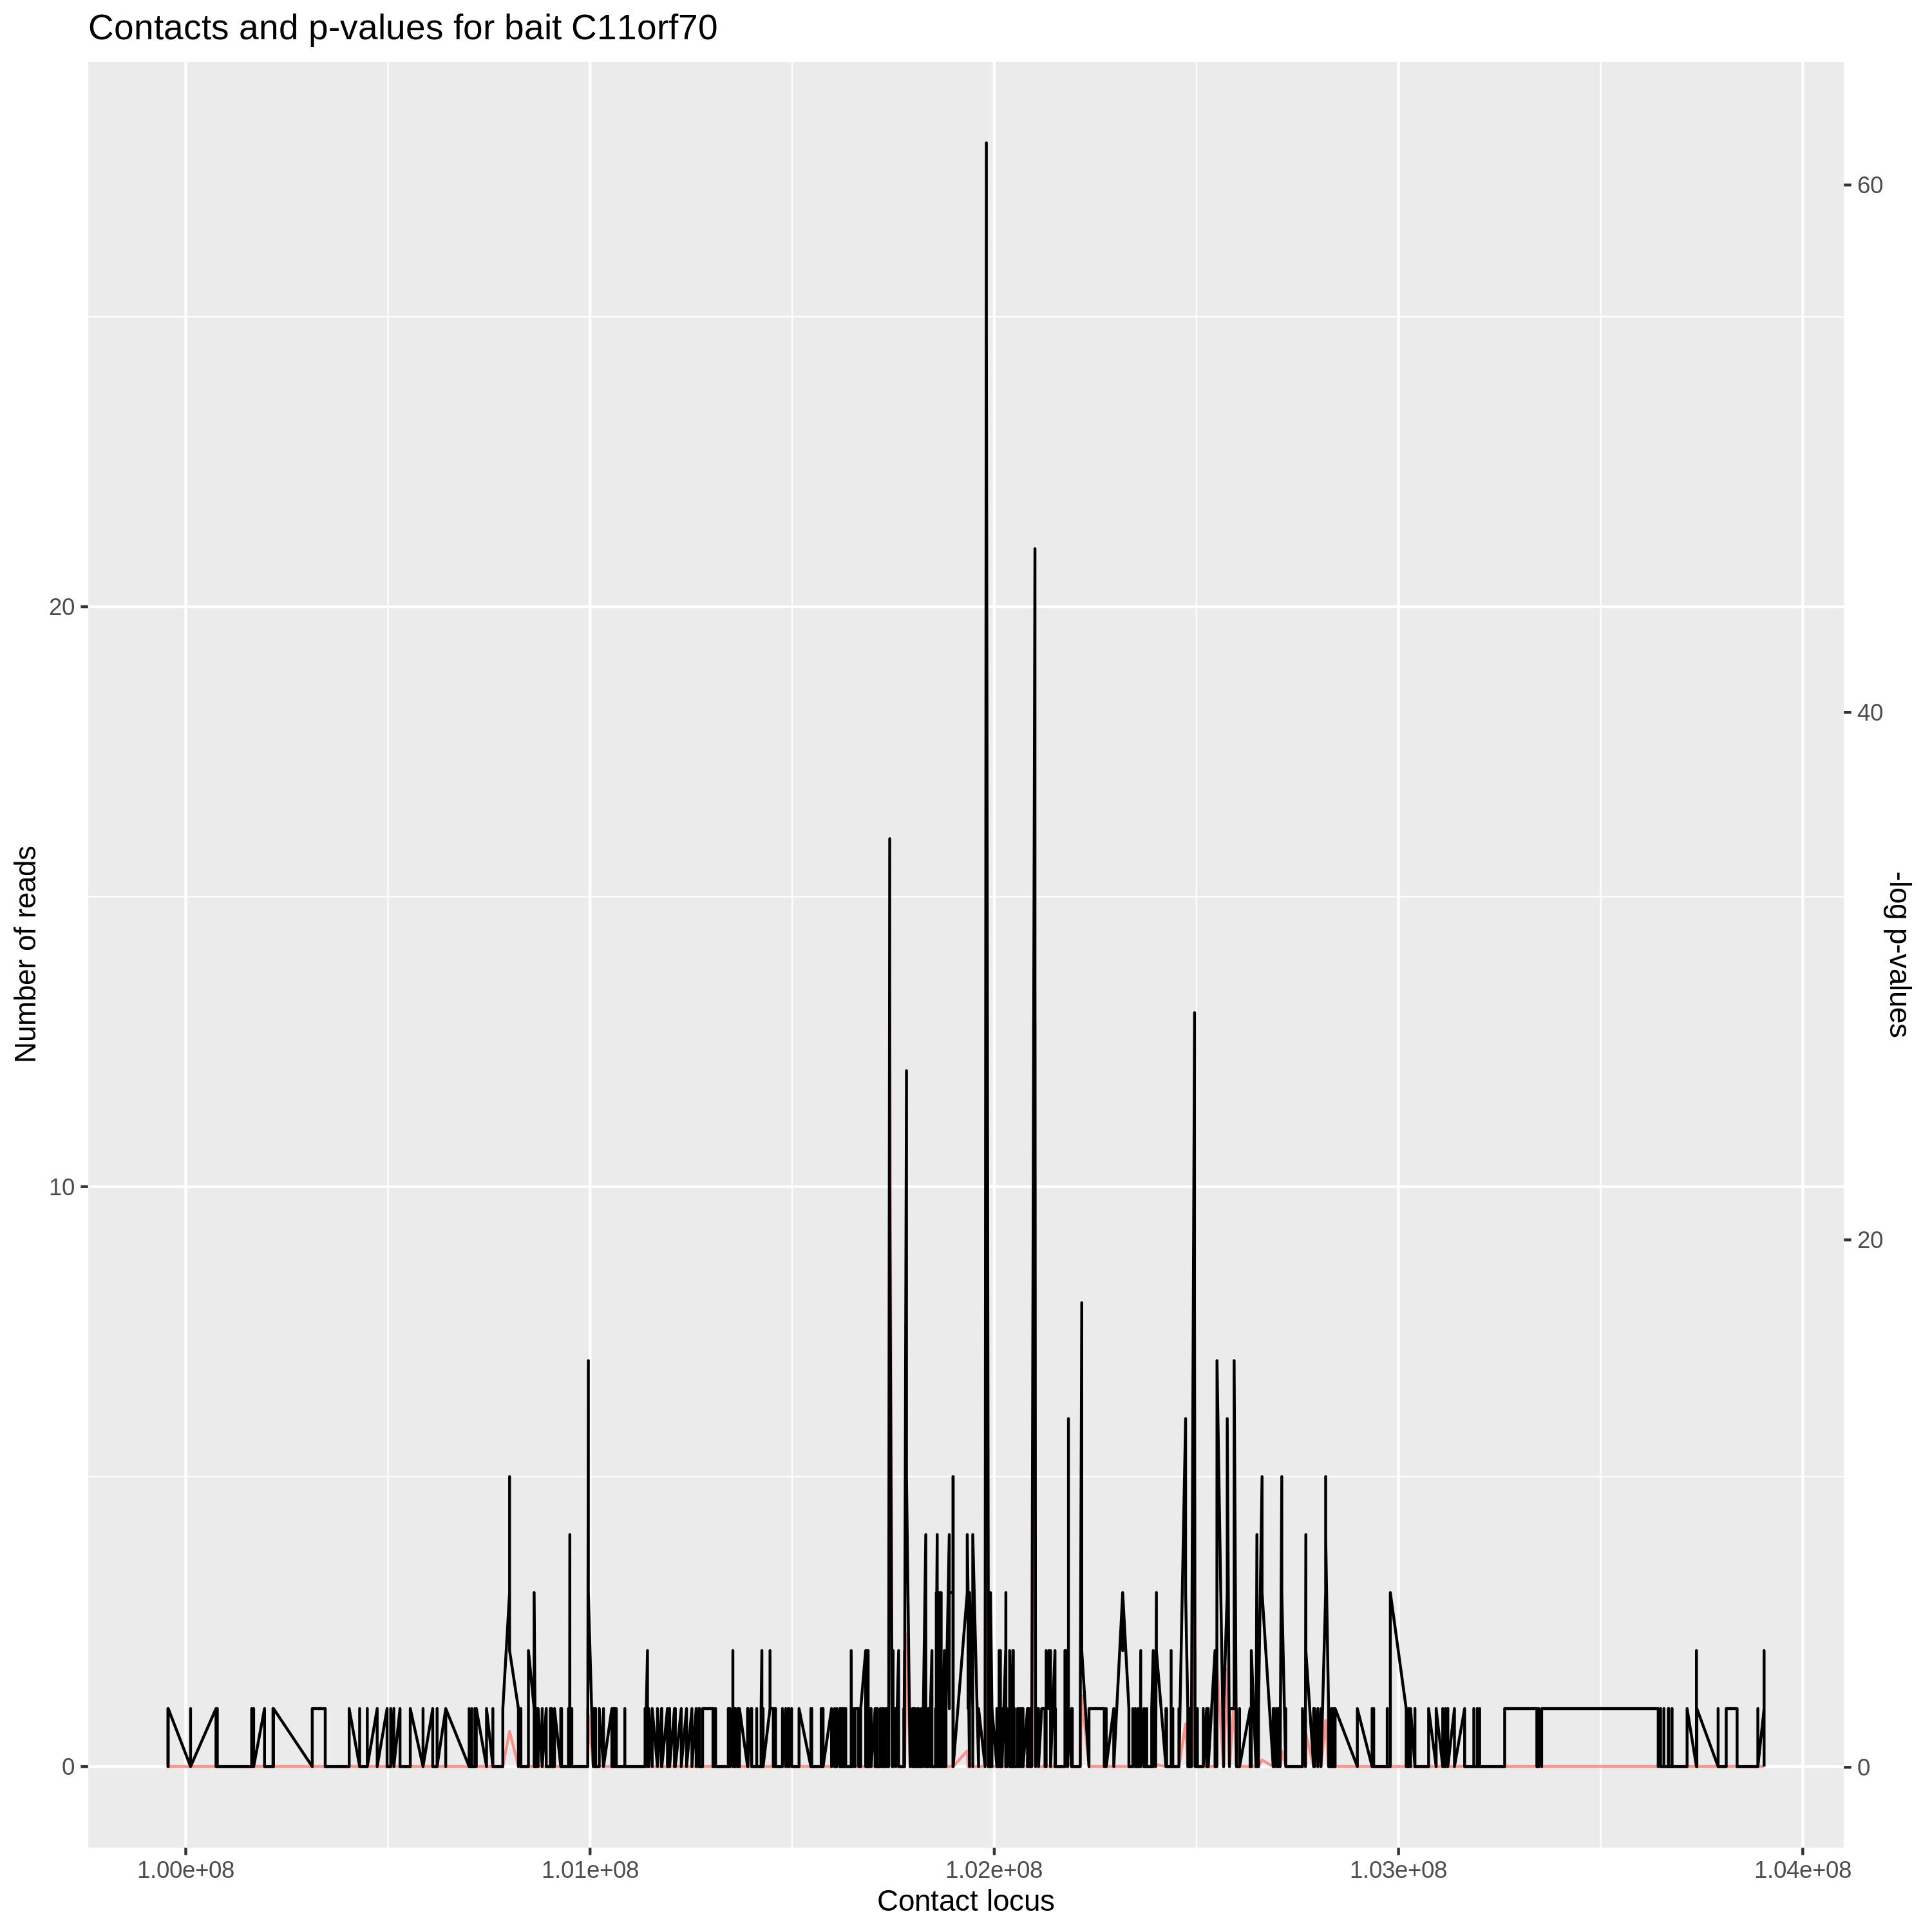 Contacts and p-values for bait C11orf70
60
20
40
Number of reads
-log p-values
10
20
0
0
1.00e+08 1.01e+08 1.02e+08 1.03e+08 1.04e+08
Contact locus